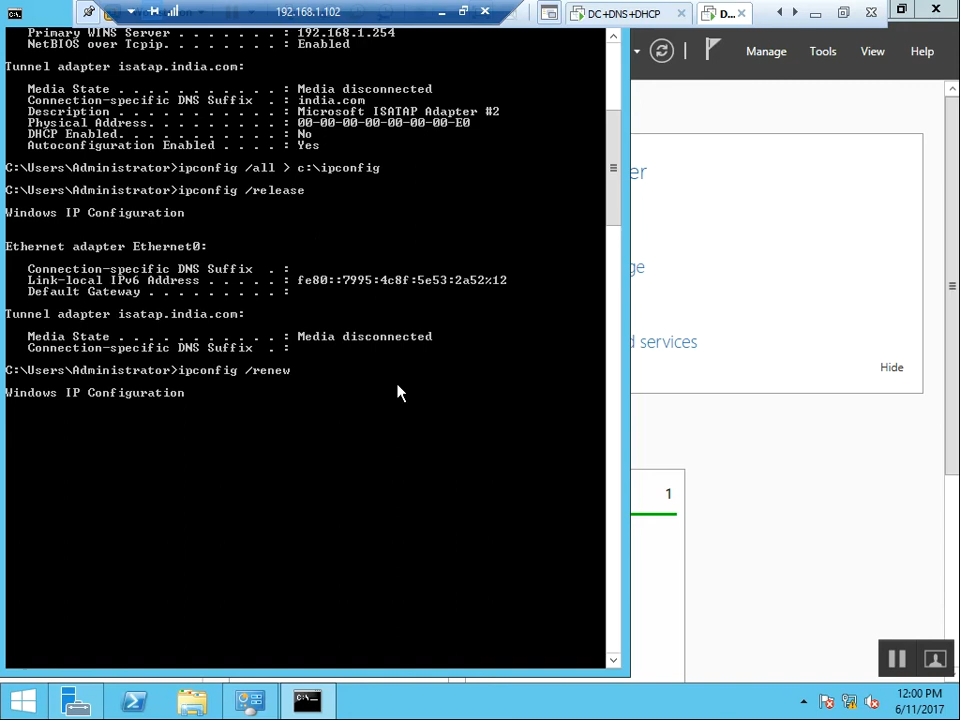 192.168.1.102
DC+DNS+DHCP
D...
Manage
Tools
View
Help
Primary WINS Server . . . . . . . : 192.168.1.254
NetBIOS over Tcpip. . . . . . . . : Enabled
Tunnel adapter isatap.india.com:
Media State . . . . . . . . . . . : Media disconnected
Connection-specific DNS Suffix  . : india.com
Description . . . . . . . . . . . : Microsoft ISATAP Adapter #2
Physical Address. . . . . . . . . : 00-00-00-00-00-00-00-E0
DHCP Enabled. . . . . . . . . . . : No
Autoconfiguration Enabled . . . . : Yes
C:\Users\Administrator>ipconfig /all > c:\ipconfig
C:\Users\Administrator>ipconfig /release
Windows IP Configuration
Ethernet adapter Ethernet0:
Connection-specific DNS Suffix  . :
Link-local IPv6 Address . . . . . : fe80::7995:4c8f:5e53:2a52%12
Default Gateway . . . . . . . . . :
Tunnel adapter isatap.india.com:
Media State . . . . . . . . . . . : Media disconnected
Connection-specific DNS Suffix  . :
C:\Users\Administrator>ipconfig /renew
Windows IP Configuration
er
ge
d services
Hide
1
12:00 PM
6/11/2017